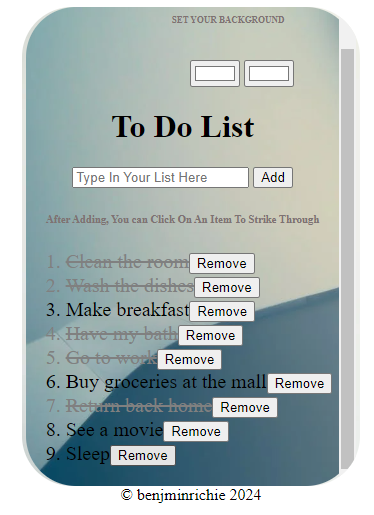 SET YOUR BACKGROUND
To Do List
Type In Your List Here Add
After Adding, You can Click On An Item To Strike Through
1. Clean the room Remove
2. Wash the dishes Remove
3. Make breakfast Remove
4. Have my bath Remove
5. Go to work Remove
6. Buy groceries at the mall Remove
7. Return back home Remove
8. See a movie Remove
9. Sleep Remove
© benjminrichie 2024